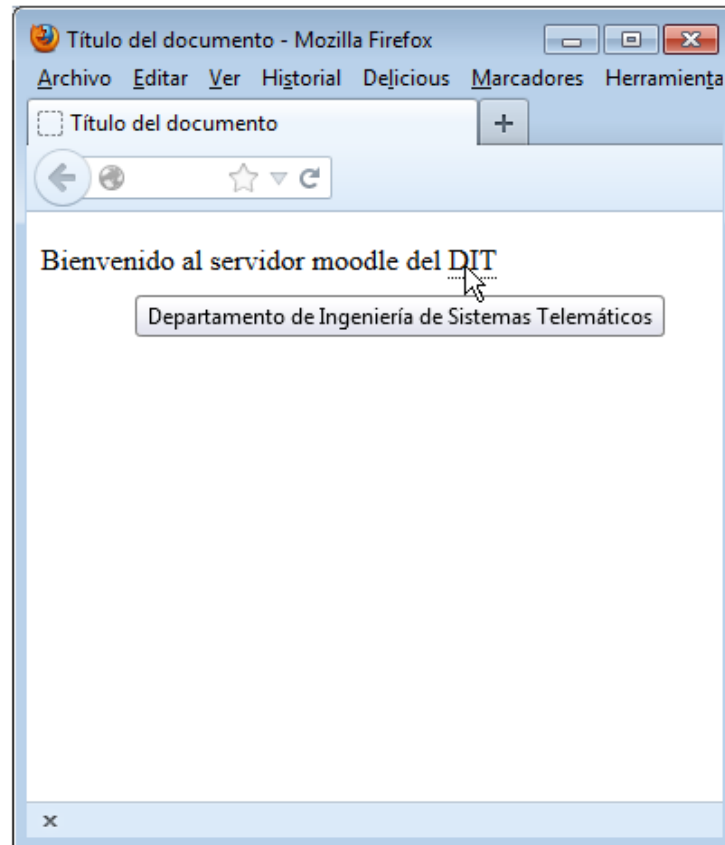 Título del documento - Mozilla Firefox
Archivo Editar Ver Historial Delicious Marcadores Herramienta
Título del documento
Bienvenido al servidor moodle del DIT
Departamento de Ingeniería de Sistemas Telemáticos